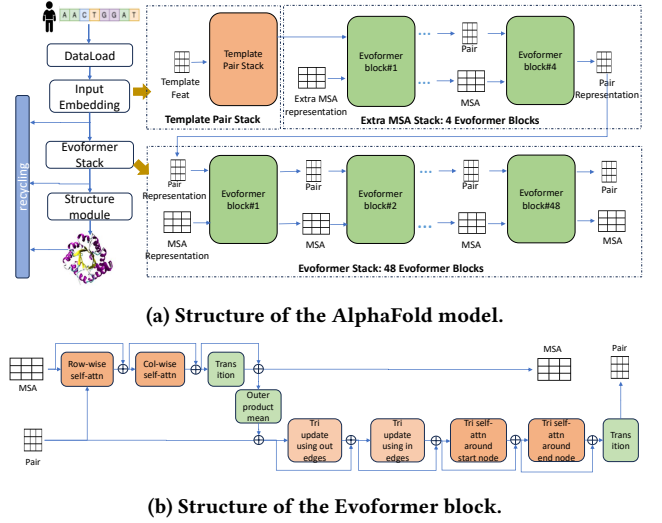 A A C T G G A T
DataLoad
Input
Embedding
Evoformer
Stack
Structure
module
recycling
Template
Feat
Template
Pair Stack
Template Pair Stack
Extra MSA
representation
Evoformer
block#1
...
Pair
...
MSA
Evoformer
block#4
Pair
Representation
Extra MSA Stack: 4 Evoformer Blocks
Pair
Representation
MSA
Representation
Evoformer
block#1
Pair
MSA
Evoformer
block#2
...
Pair
...
MSA
Evoformer
block#48
Pair
MSA
Evoformer Stack: 48 Evoformer Blocks
(a) Structure of the AlphaFold model.
MSA
Row-wise
self-attn
Col-wise
self-attn
Trans
ition
MSA
Pair
Outer
product
mean
Pair
Tri
update
using out
edges
Tri
update
using in
edges
Tri self-
attn
around
start node
Tri self-
attn
around
end node
Trans
ition
(b) Structure of the Evoformer block.